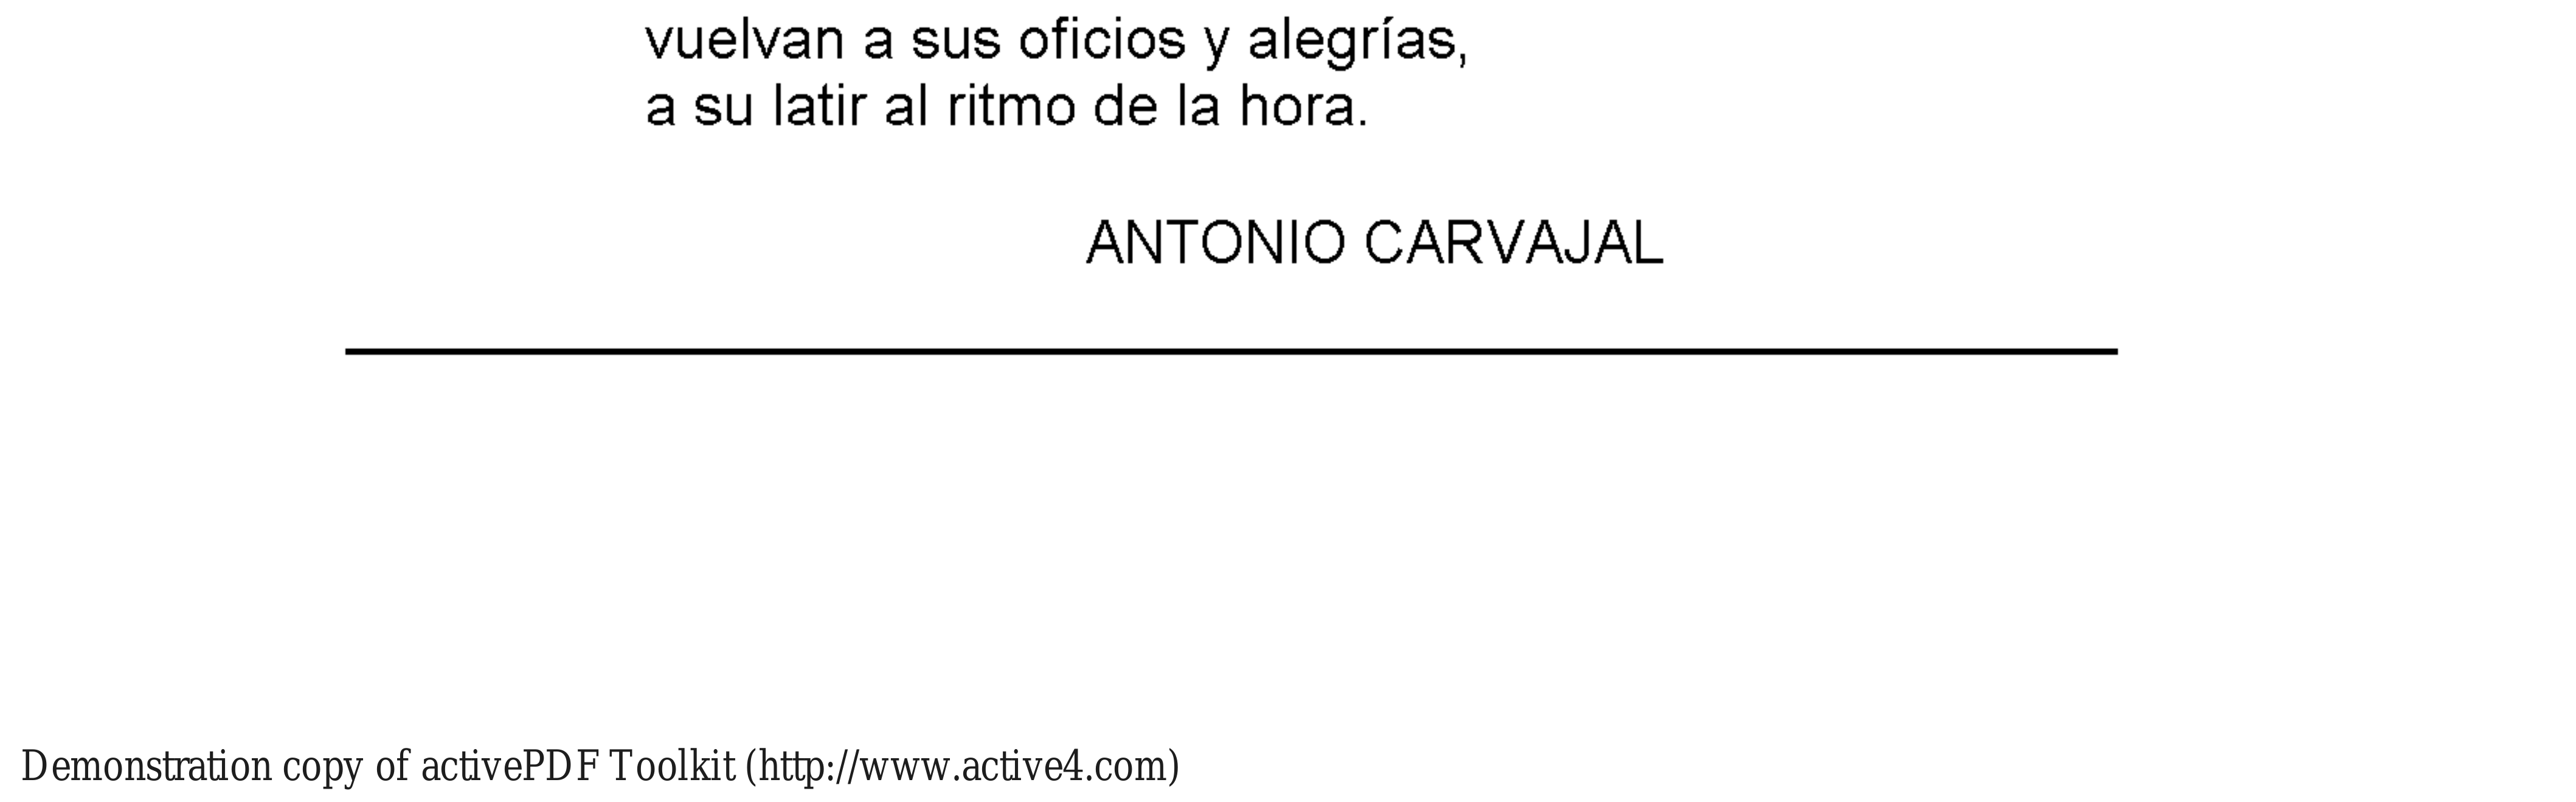 vuelvan a sus oficios y alegrías,
a su latir al ritmo de la hora.
ANTONIO CARVAJAL
Demonstration copy of activePDF Toolkit (http://www.active4.com)